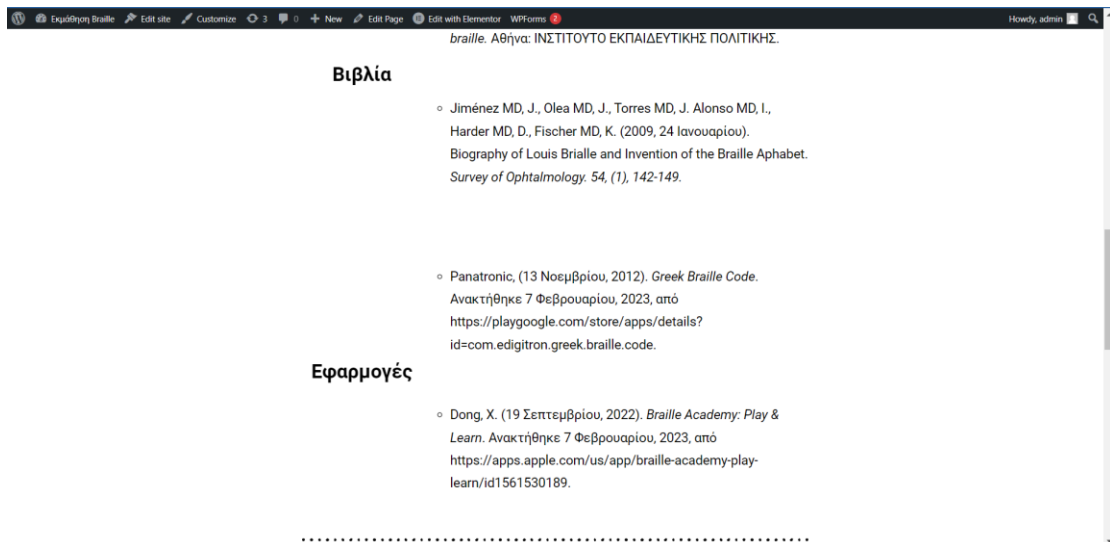 Εκμάθηση Braille Edit site Customize 3 0 + New Edit Page Edit with Elementor WPForms 2 Howdy, admin
braille. Αθήνα: ΙΝΣΤΙΤΟΥΤΟ ΕΚΠΑΙΔΕΥΤΙΚΗΣ ΠΟΛΙΤΙΚΗΣ.
Βιβλία
◦ Jiménez MD, J., Olea MD, J., Torres MD, J. Alonso MD, I.,
Harder MD, D., Fischer MD, K. (2009, 24 Ιανουαρίου).
Biography of Louis Brialle and Invention of the Braille Aphabet.
Survey of Ophtalmology. 54, (1), 142-149.
◦ Panatronic, (13 Νοεμβρίου, 2012). Greek Braille Code.
Ανακτήθηκε 7 Φεβρουαρίου, 2023, από
https://playgoogle.com/store/apps/details?
id=com.edigitron.greek.braille.code.
Εφαρμογές
◦ Dong, X. (19 Σεπτεμβρίου, 2022). Braille Academy: Play &
Learn. Ανακτήθηκε 7 Φεβρουαρίου, 2023, από
https://apps.apple.com/us/app/braille-academy-play-
learn/id1561530189.